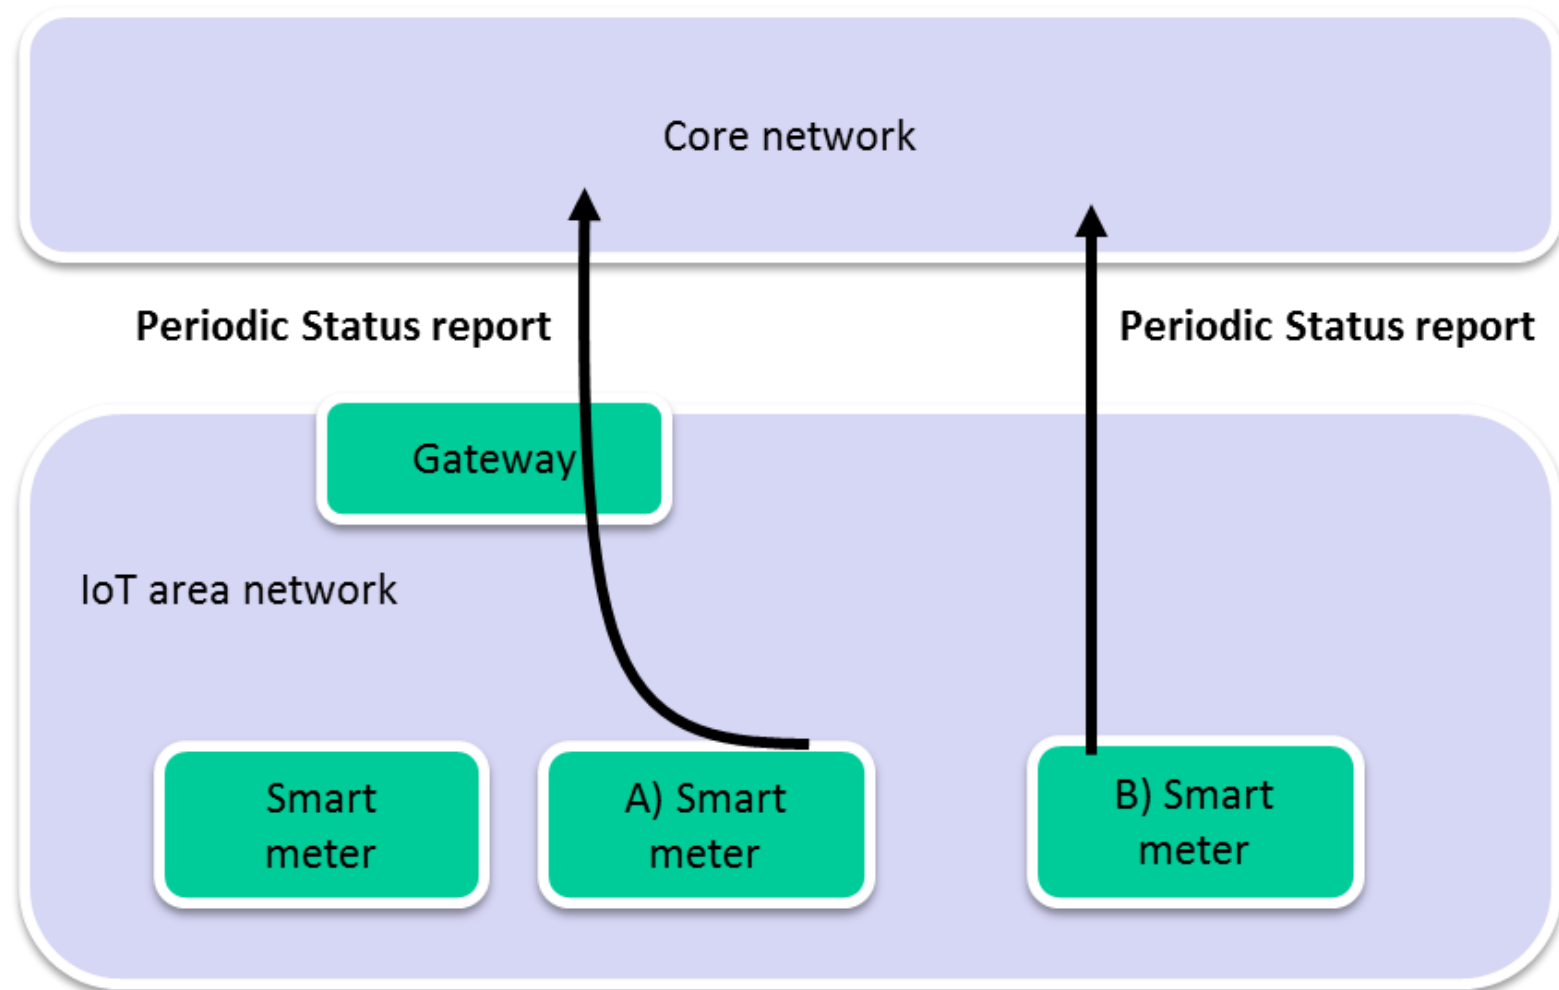 Core network
Periodic Status report
Periodic Status report
Gateway
IoT area network
Smart
meter
A) Smart
meter
B) Smart
meter